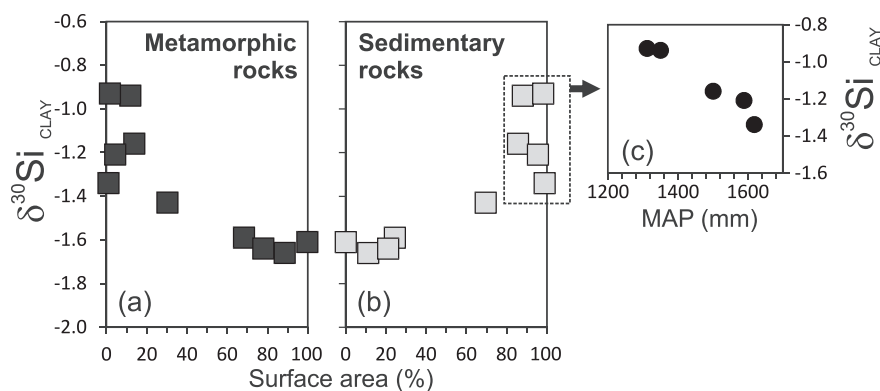 -0.6
-0.8
-1.0
-1.2
-1.4
-1.6
-1.8
-2.0
δ³⁰Si CLAY
Metamorphic
rocks
(a)
0 20 40 60 80 100
Sedimentary
rocks
(b)
0 20 40 60 80 100
Surface area (%)
(c)
-0.8
-1.0
-1.2
-1.4
-1.6
δ³⁰Si CLAY
1200 1400 1600
MAP (mm)